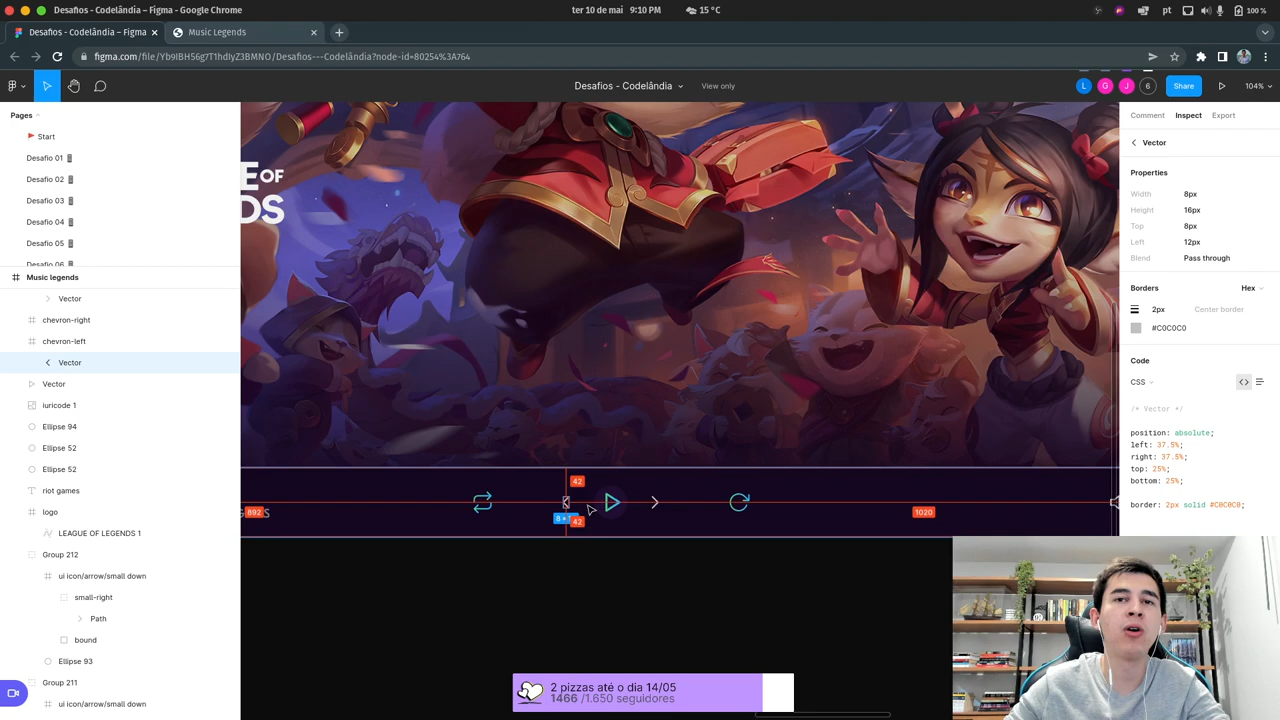 Desafios - Codelândia – Figma - Google Chrome
ter 10 de mai 9:10 PM
15 °C
100 %
Desafios - Codelândia – Figma
Music Legends
figma.com/file/Yb9IBH56g7T1hdIyZ3BMNO/Desafios---Codelândia?node-id=80254%3A764
Desafios - Codelândia
View only
L
G
J
6
Share
104%
Pages
Start
Desafio 01
Desafio 02
Desafio 03
Desafio 04
Desafio 05
Desafio 06
Music legends
Vector
chevron-right
chevron-left
Vector
Vector
iuricode 1
Ellipse 94
Ellipse 52
Ellipse 52
riot games
logo
LEAGUE OF LEGENDS 1
Group 212
ui icon/arrow/small down
small-right
Path
bound
Ellipse 93
Group 211
ui icon/arrow/small down
E OF
DS
42
892
42
1020
Comment
Inspect
Export
Vector
Properties
Width 8px
Height 16px
Top 8px
Left 12px
Blend Pass through
Borders
Hex
2px Center border
#C0C0C0
Code
CSS
/* Vector */
position: absolute;
left: 37.5%;
right: 37.5%;
top: 25%;
bottom: 25%;
border: 2px solid #C0C0C0;
2 pizzas até o dia 14/05
1466 /1.650 seguidores